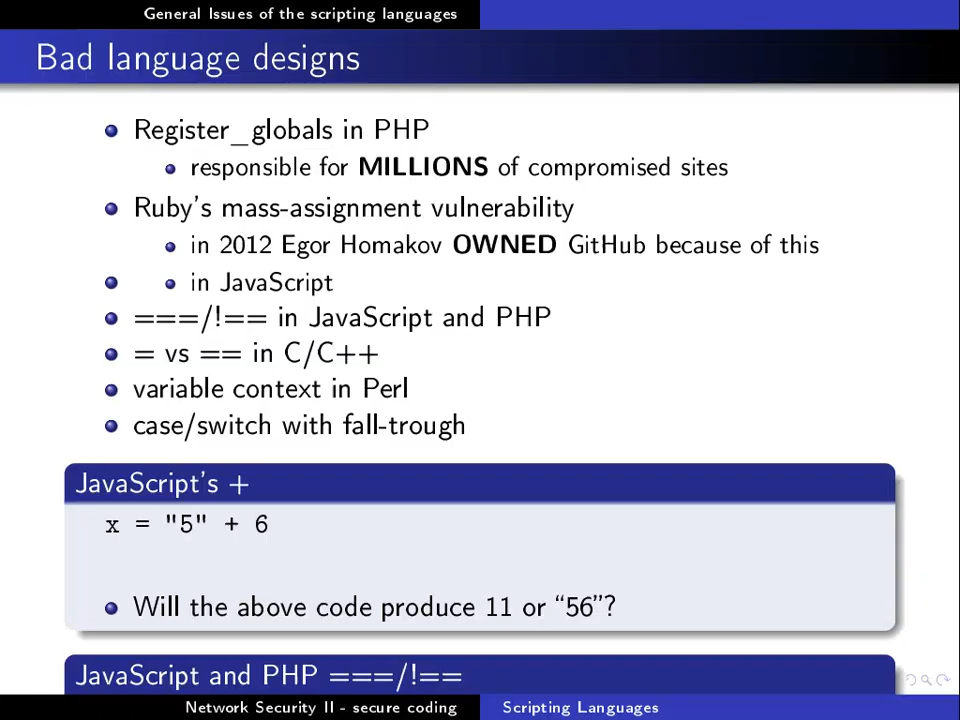 General Issues of the scripting languages
Bad language designs
Register_globals in PHP
responsible for MILLIONS of compromised sites
Ruby's mass-assignment vulnerability
in 2012 Egor Homakov OWNED GitHub because of this
in JavaScript
===/!== in JavaScript and PHP
= vs == in C/C++
variable context in Perl
case/switch with fall-trough
JavaScript's +
x = "5" + 6
Will the above code produce 11 or “56”?
JavaScript and PHP ===/!==
Network Security II - secure coding
Scripting Languages